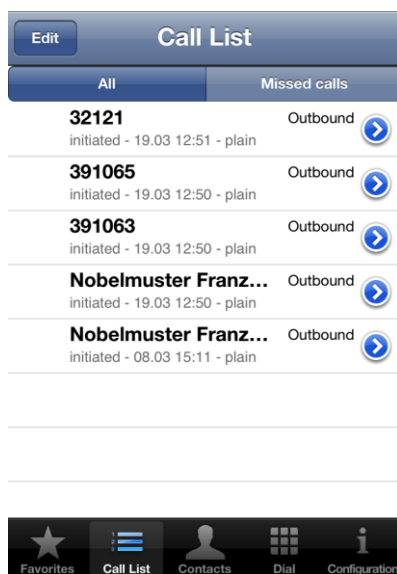 Edit
Call List
All
Missed calls
32121
Outbound
initiated - 19.03 12:51 - plain
391065
Outbound
initiated - 19.03 12:50 - plain
391063
Outbound
initiated - 19.03 12:50 - plain
Nobelmuster Franz...
Outbound
initiated - 19.03 12:50 - plain
Nobelmuster Franz...
Outbound
initiated - 08.03 15:11 - plain
Favorites
Call List
Contacts
Dial
Configuration